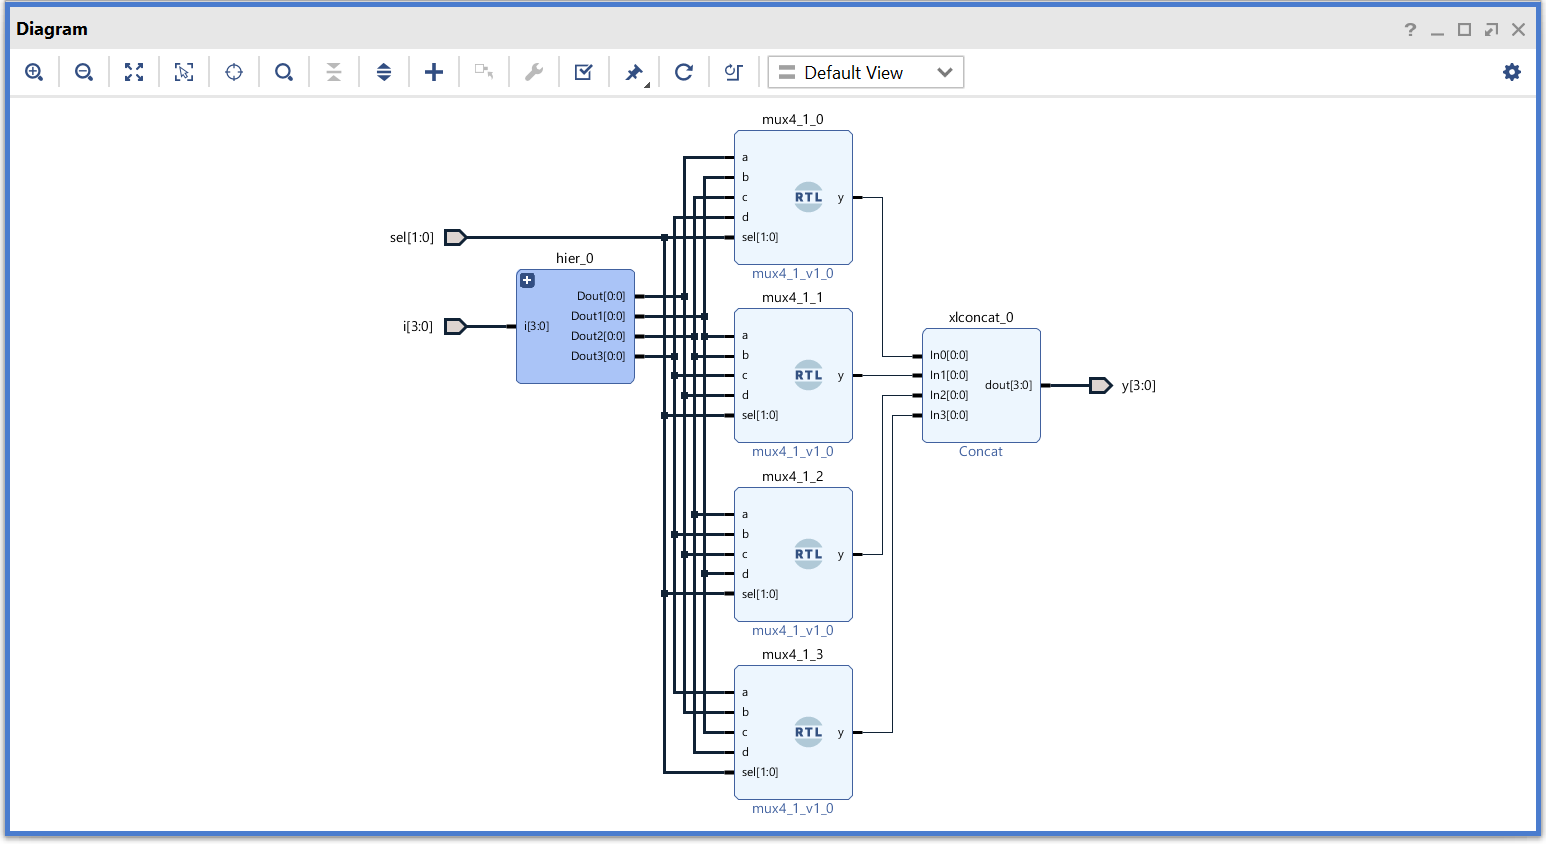 Diagram
Default View
mux4_1_0
a
b
c
d
sel[1:0]
RTL
y
mux4_1_v1_0
sel[1:0]
hier_0
i[3:0]
i[3:0]
Dout[0:0]
Dout1[0:0]
Dout2[0:0]
Dout3[0:0]
mux4_1_1
a
b
c
d
sel[1:0]
RTL
y
mux4_1_v1_0
xlconcat_0
In0[0:0]
In1[0:0]
In2[0:0]
In3[0:0]
dout[3:0]
Concat
y[3:0]
mux4_1_2
a
b
c
d
sel[1:0]
RTL
y
mux4_1_v1_0
mux4_1_3
a
b
c
d
sel[1:0]
RTL
y
mux4_1_v1_0